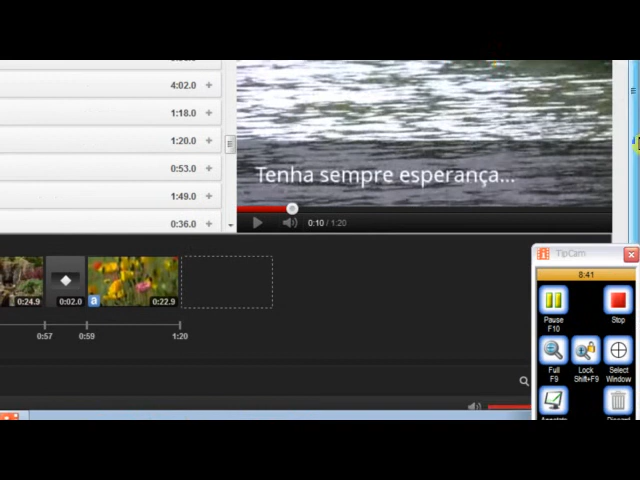 4:02.0 +
1:18.0 +
1:20.0 +
0:53.0 +
1:49.0 +
0:36.0 +
Tenha sempre esperança...
0:10 / 1:20
0:24.9
0:02.0
a
0:22.9
0:57
0:59
1:20
TipCam
8:41
Pause
F10
Stop
Full
F9
Lock
Shift+F9
Select
Window